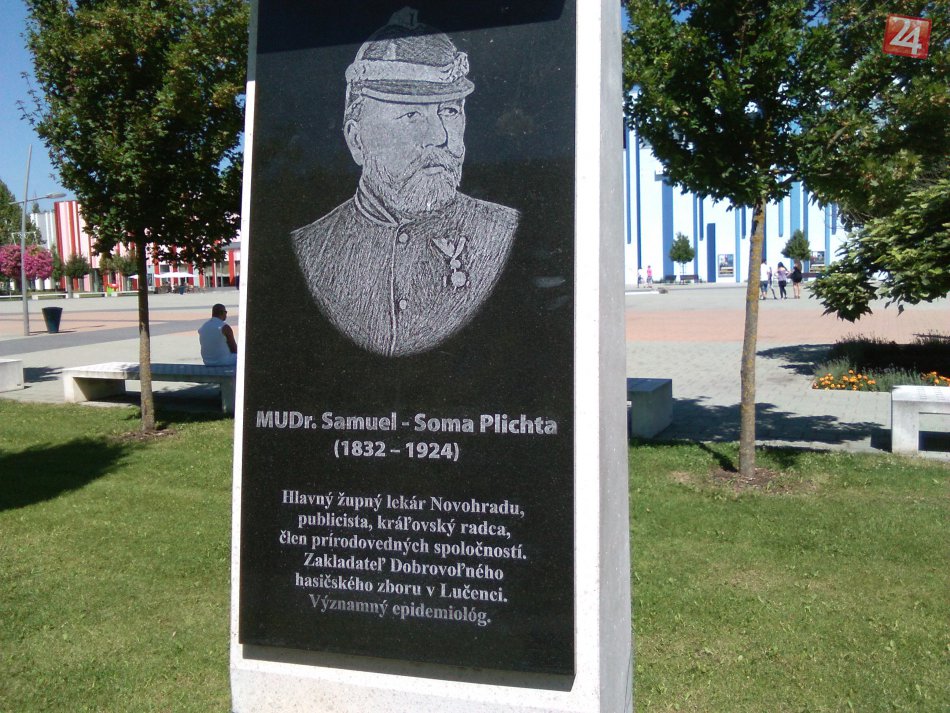 24
MUDr. Samuel - Soma Plichta
(1832 – 1924)
Hlavný župný lekár Novohradu,
publicista, kráľovský radca,
člen prírodovedných spoločností.
Zakladateľ Dobrovoľného
hasičského zboru v Lučenci.
Významný epidemiológ.